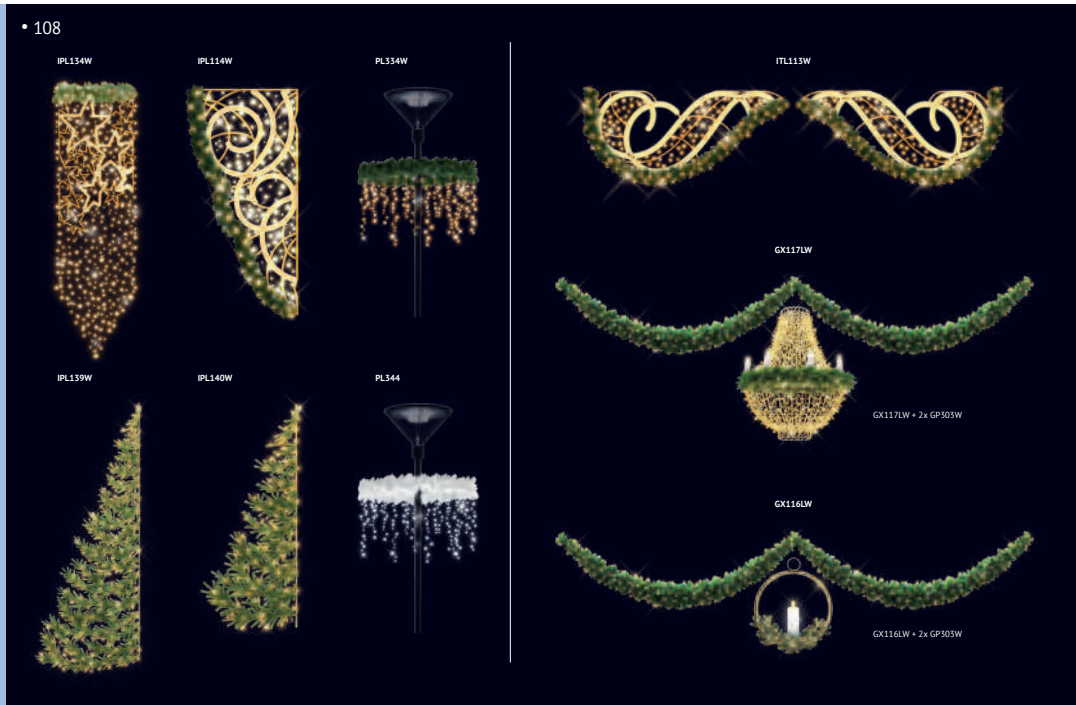 • 108
IPL134W
IPL114W
PL334W
IPL139W
IPL140W
PL344
ITL113W
GX117LW
GX117LW + 2x GP303W
GX116LW
GX116LW + 2x GP303W